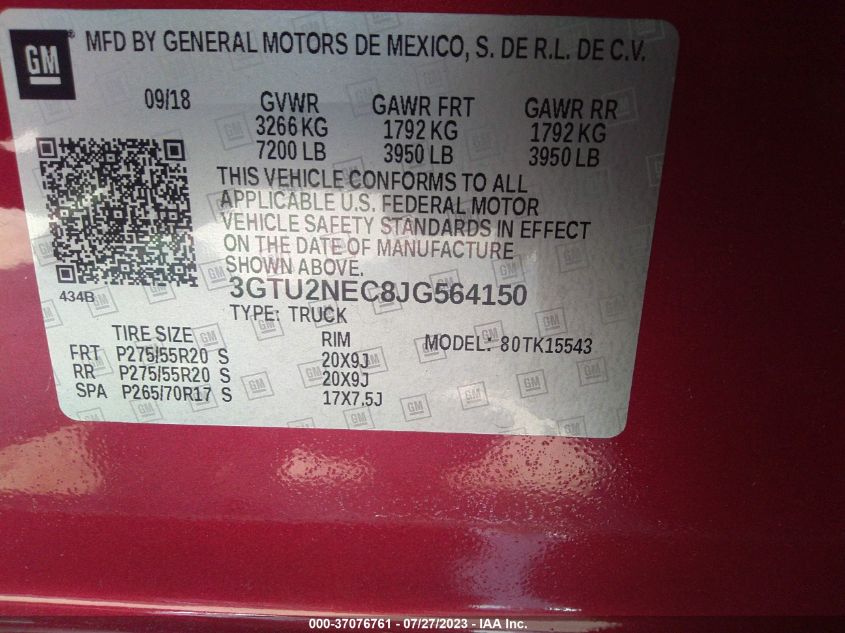 GM ® MFD BY GENERAL MOTORS DE MEXICO, S. DE R.L. DE C.V.
09/18 GVWR GAWR FRT GAWR RR
3266 KG 1792 KG 1792 KG
7200 LB 3950 LB 3950 LB
THIS VEHICLE CONFORMS TO ALL
APPLICABLE U.S. FEDERAL MOTOR
VEHICLE SAFETY STANDARDS IN EFFECT
ON THE DATE OF MANUFACTURE
SHOWN ABOVE.
434B 3GTU2NEC8JG564150
TYPE: TRUCK
TIRE SIZE RIM MODEL: 80TK15543
FRT P275/55R20 S 20X9J
RR P275/55R20 S 20X9J
SPA P265/70R17 S 17X7.5J
000-37076761 - 07/27/2023 - IAA Inc.